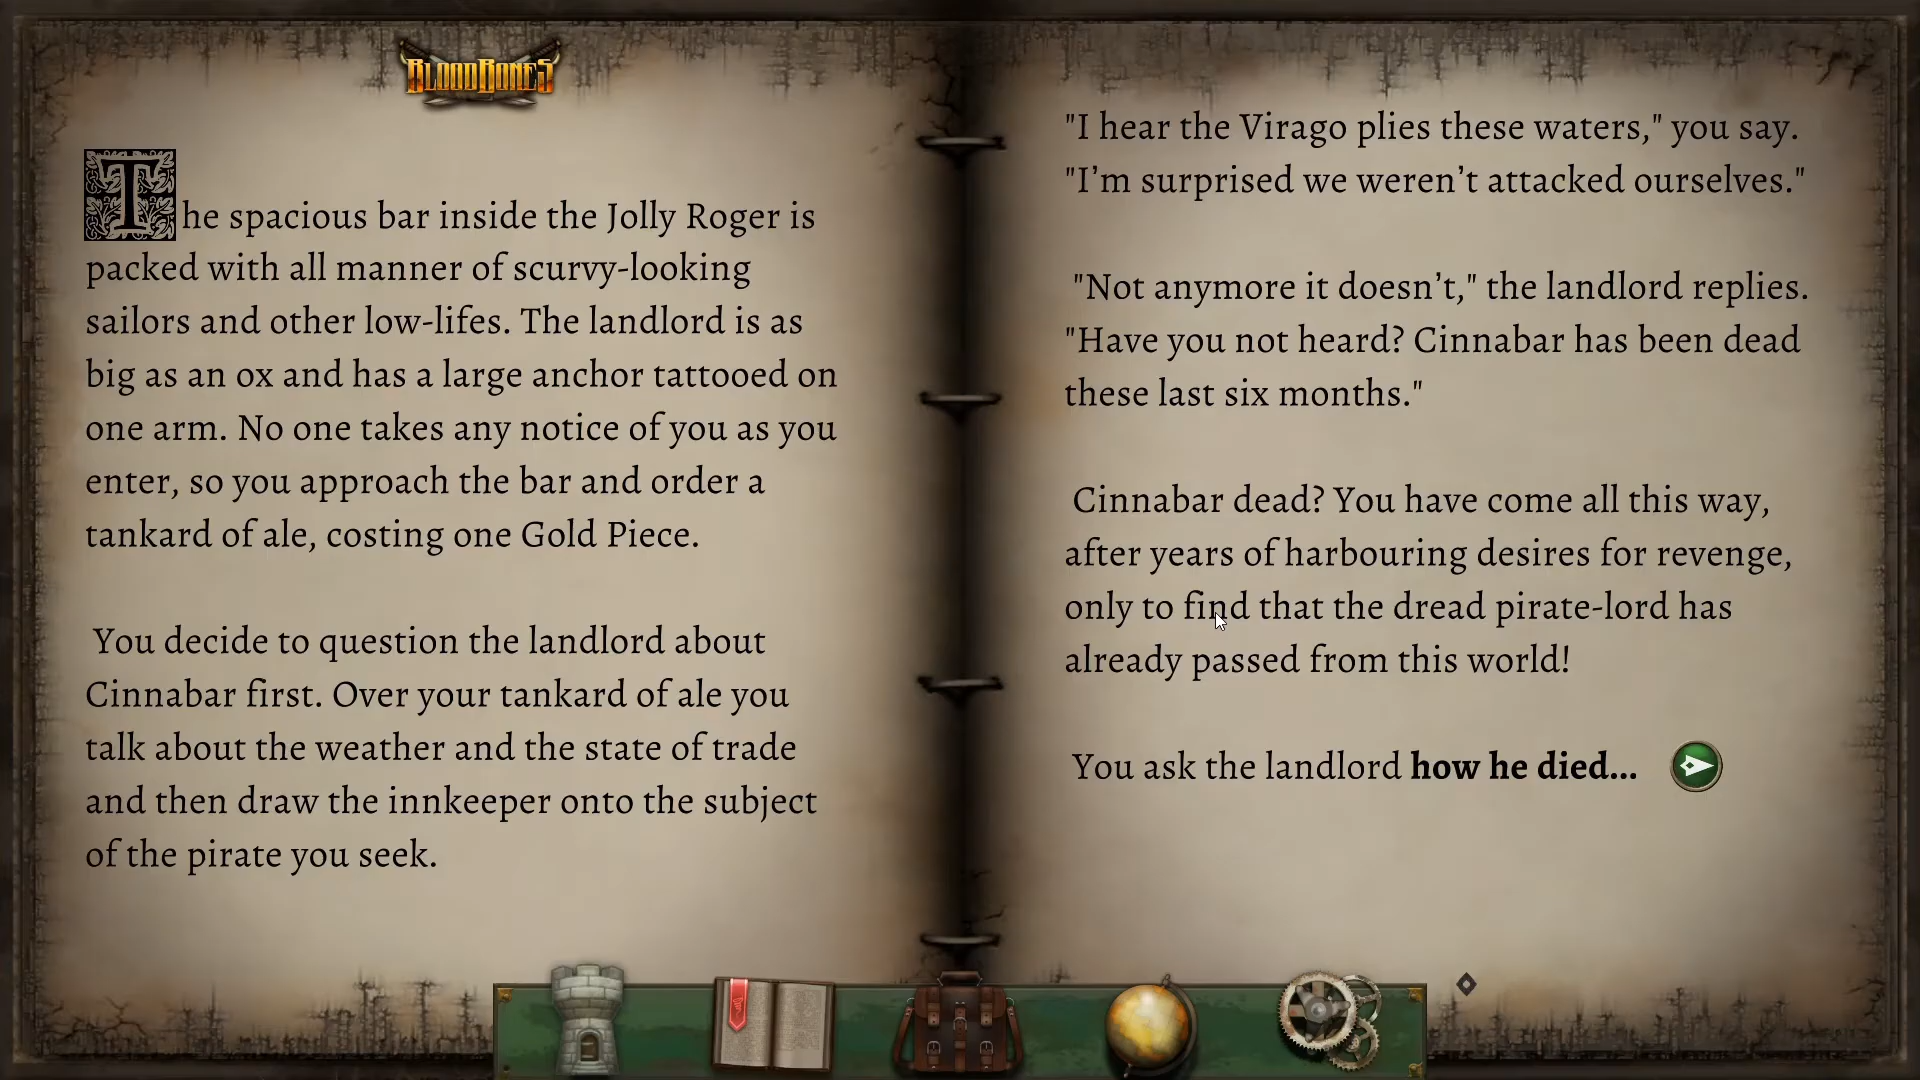 BLOODBONES
The spacious bar inside the Jolly Roger is
packed with all manner of scurvy-looking
sailors and other low-lifes. The landlord is as
big as an ox and has a large anchor tattooed on
one arm. No one takes any notice of you as you
enter, so you approach the bar and order a
tankard of ale, costing one Gold Piece.
You decide to question the landlord about
Cinnabar first. Over your tankard of ale you
talk about the weather and the state of trade
and then draw the innkeeper onto the subject
of the pirate you seek.
"I hear the Virago plies these waters," you say.
"I’m surprised we weren’t attacked ourselves."
"Not anymore it doesn’t," the landlord replies.
"Have you not heard? Cinnabar has been dead
these last six months."
Cinnabar dead? You have come all this way,
after years of harbouring desires for revenge,
only to find that the dread pirate-lord has
already passed from this world!
You ask the landlord how he died...